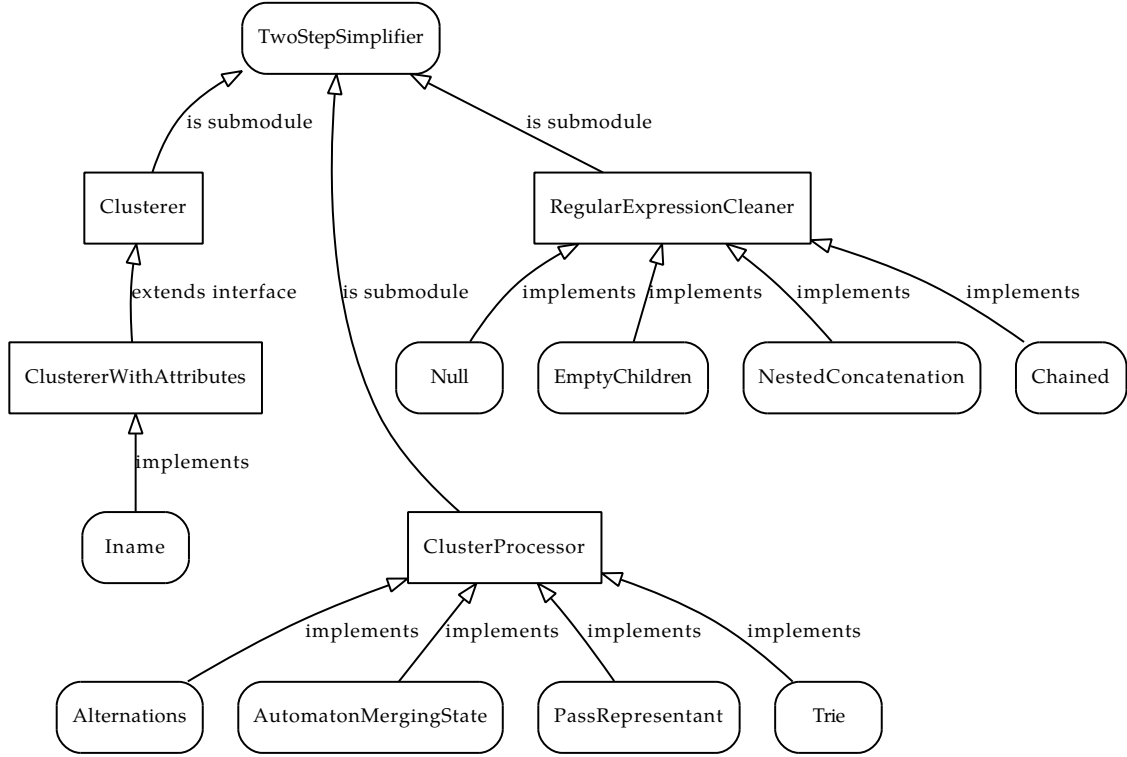 TwoStepSimplifier
is submodule
is submodule
Clusterer
RegularExpressionCleaner
extends interface
is submodule
implements
implements
implements
implements
ClustererWithAttributes
Null
EmptyChildren
NestedConcatenation
Chained
implements
Iname
ClusterProcessor
implements
implements
implements
implements
Alternations
AutomatonMergingState
PassRepresentant
Trie